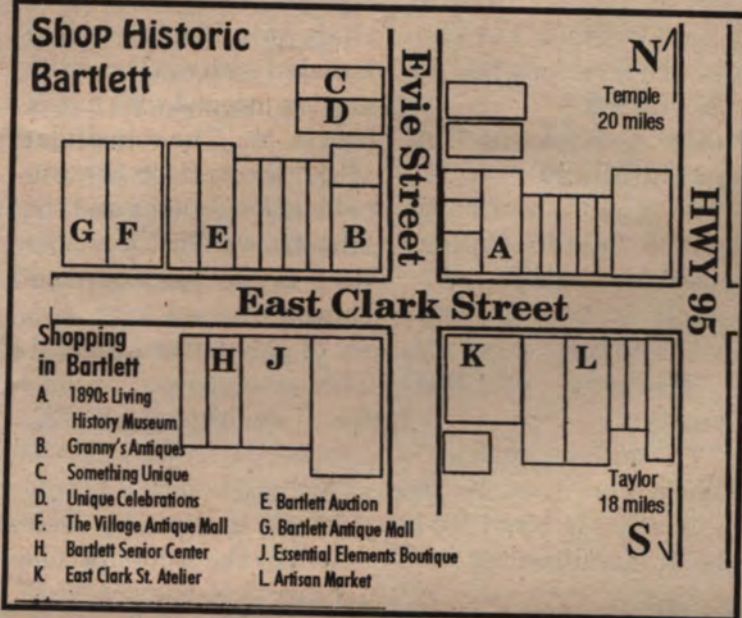 Shop Historic
Bartlett
C
D
Evie Street
N
Temple
20 miles
G F E B
A
HWY 95
East Clark Street
H J
K L
Shopping
in Bartlett
A. 1890s Living
History Museum
B. Granny's Antiques
C. Something Unique
D. Unique Celebrations
F. The Village Antique Mall
H. Bartlett Senior Center
K East Clark St. Atelier
E. Bartlett Auction
G. Bartlett Antique Mall
J. Essential Elements Boutique
L. Artisan Market
Taylor
18 miles
S